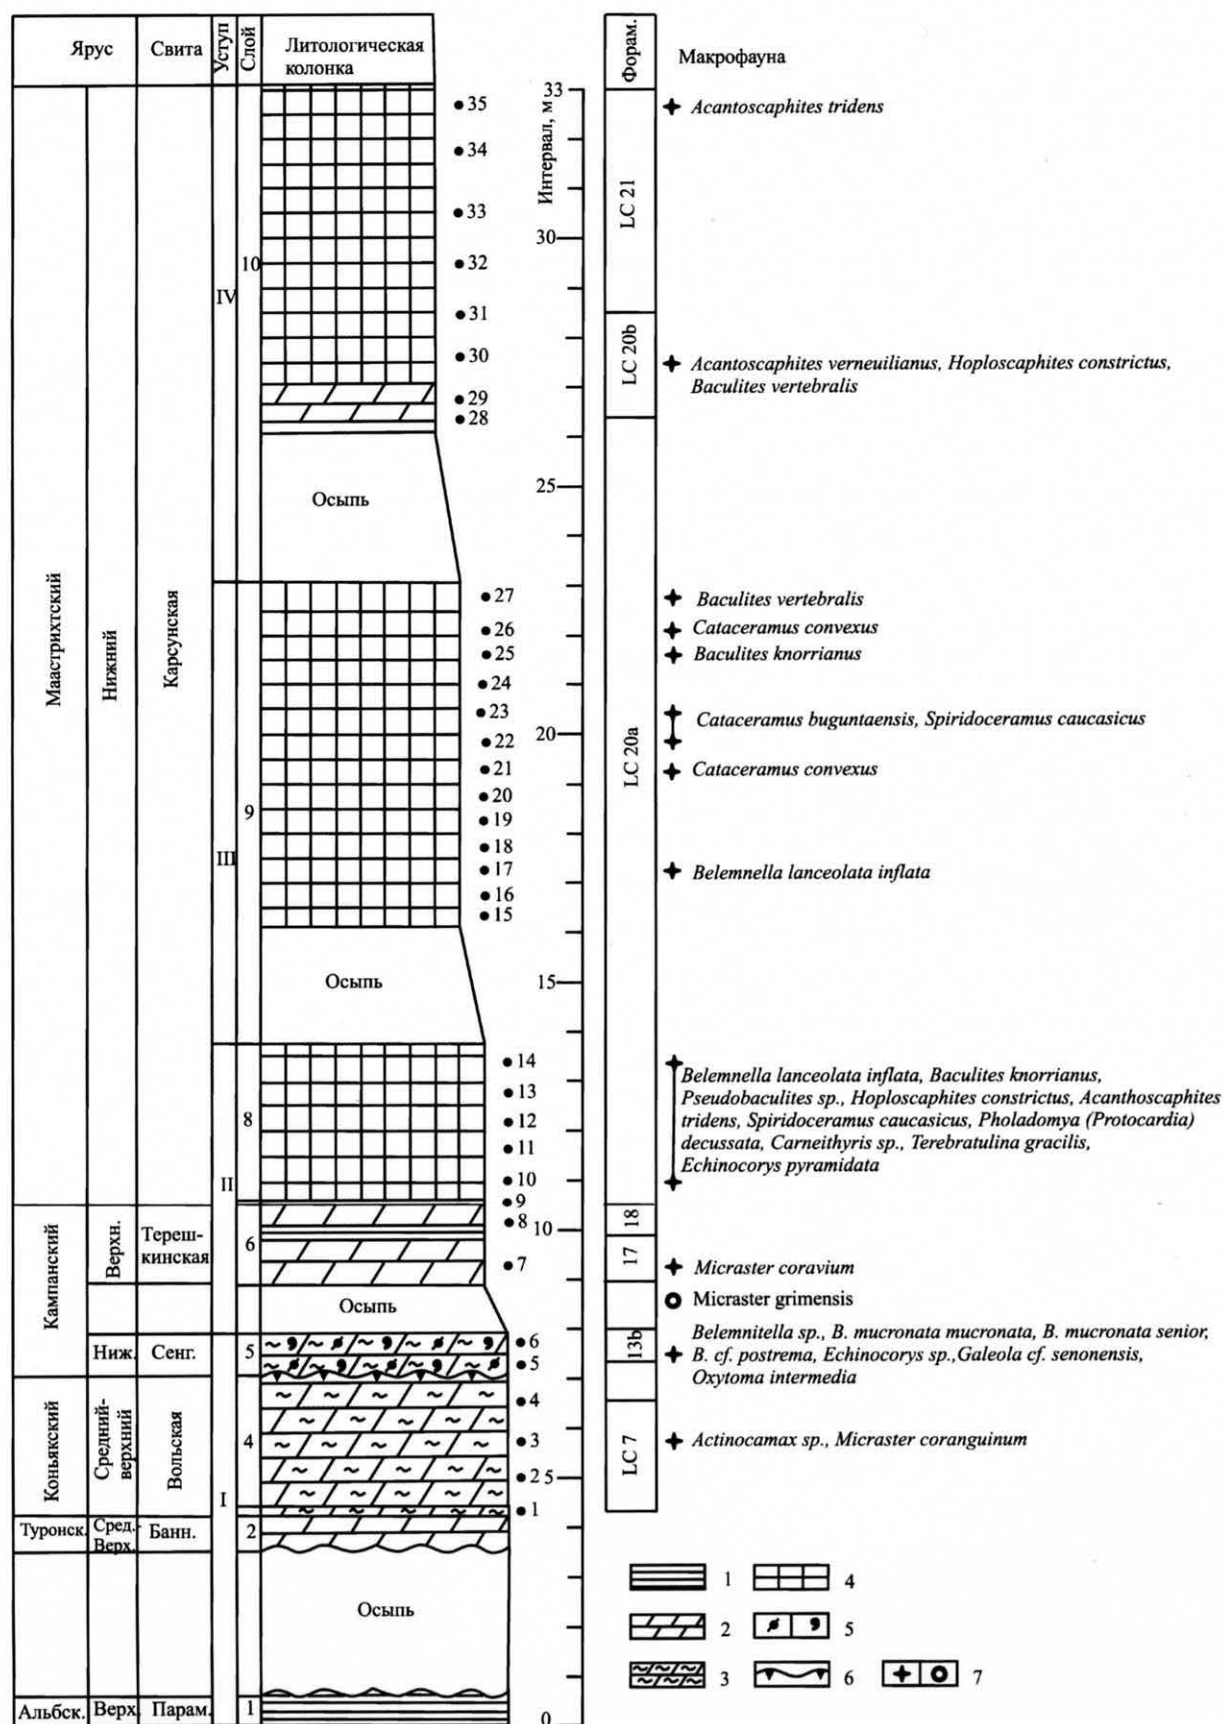 Ярус
Свита
Уступ
Слой
Литологическая
колонка
Интервал, м
Форам.
Макрофауна
33
30
25
20
15
10
5
0
Маастрихтский
Нижний
Карсунская
Кампанский
Верхн.
Тереш-
кинская
Ниж.
Сенг.
Коньякский
Средний-
верхний
Вольская
Туронск.
Сред.-
Верх.
Банн.
Альбск.
Верх.
Парам.
IV
III
II
I
10
9
8
6
5
4
2
1
Осыпь
Осыпь
Осыпь
Осыпь
35
34
33
32
31
30
29
28
27
26
25
24
23
22
21
20
19
18
17
16
15
14
13
12
11
10
9
8
7
6
5
4
3
2
1
LC 21
LC 20b
LC 20a
18
17
13b
LC 7
Acantoscaphites tridens
Acantoscaphites verneuilianus, Hoploscaphites constrictus,
Baculites vertebralis
Baculites vertebralis
Cataceramus convexus
Baculites knorrianus
Cataceramus buguntaensis, Spiridoceramus caucasicus
Cataceramus convexus
Belemnella lanceolata inflata
Belemnella lanceolata inflata, Baculites knorrianus,
Pseudobaculites sp., Hoploscaphites constrictus, Acanthoscaphites
tridens, Spiridoceramus caucasicus, Pholadomya (Protocardia)
decussata, Carneithyris sp., Terebratulina gracilis,
Echinocorys pyramidata
Micraster coravium
Micraster grimensis
Belemnitella sp., B. mucronata mucronata, B. mucronata senior,
B. cf. postrema, Echinocorys sp.,Galeola cf. senonensis,
Oxytoma intermedia
Actinocamax sp., Micraster coranguinum
1
2
3
4
5
6
7